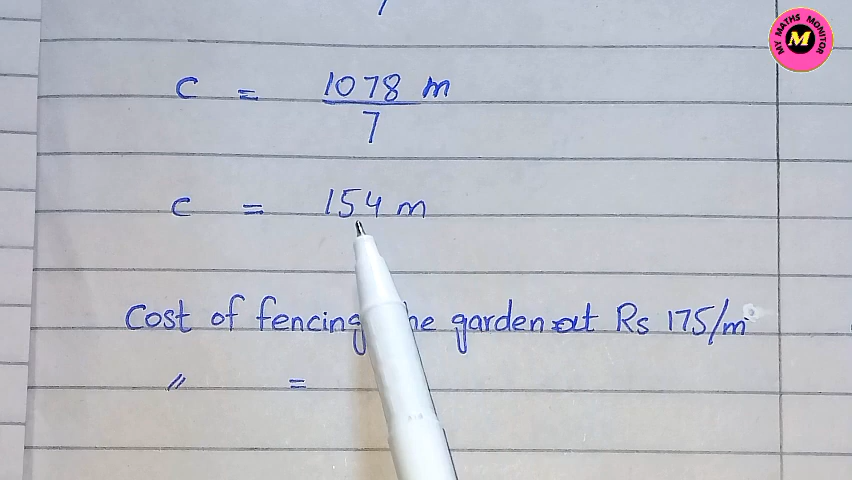 MY MATHS MONITOR
M
C = 1078 m
7
C = 154 m
Cost of fencing the garden at Rs 175/m
" =